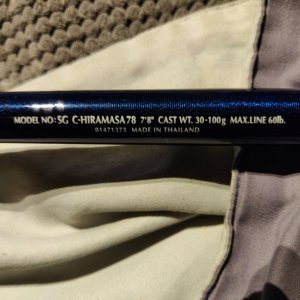 MODEL NO: SG C-HIRAMASA78 7'8" CAST WT. 30-100g MAX.LINE 60lb.
01471373 MADE IN THAILAND